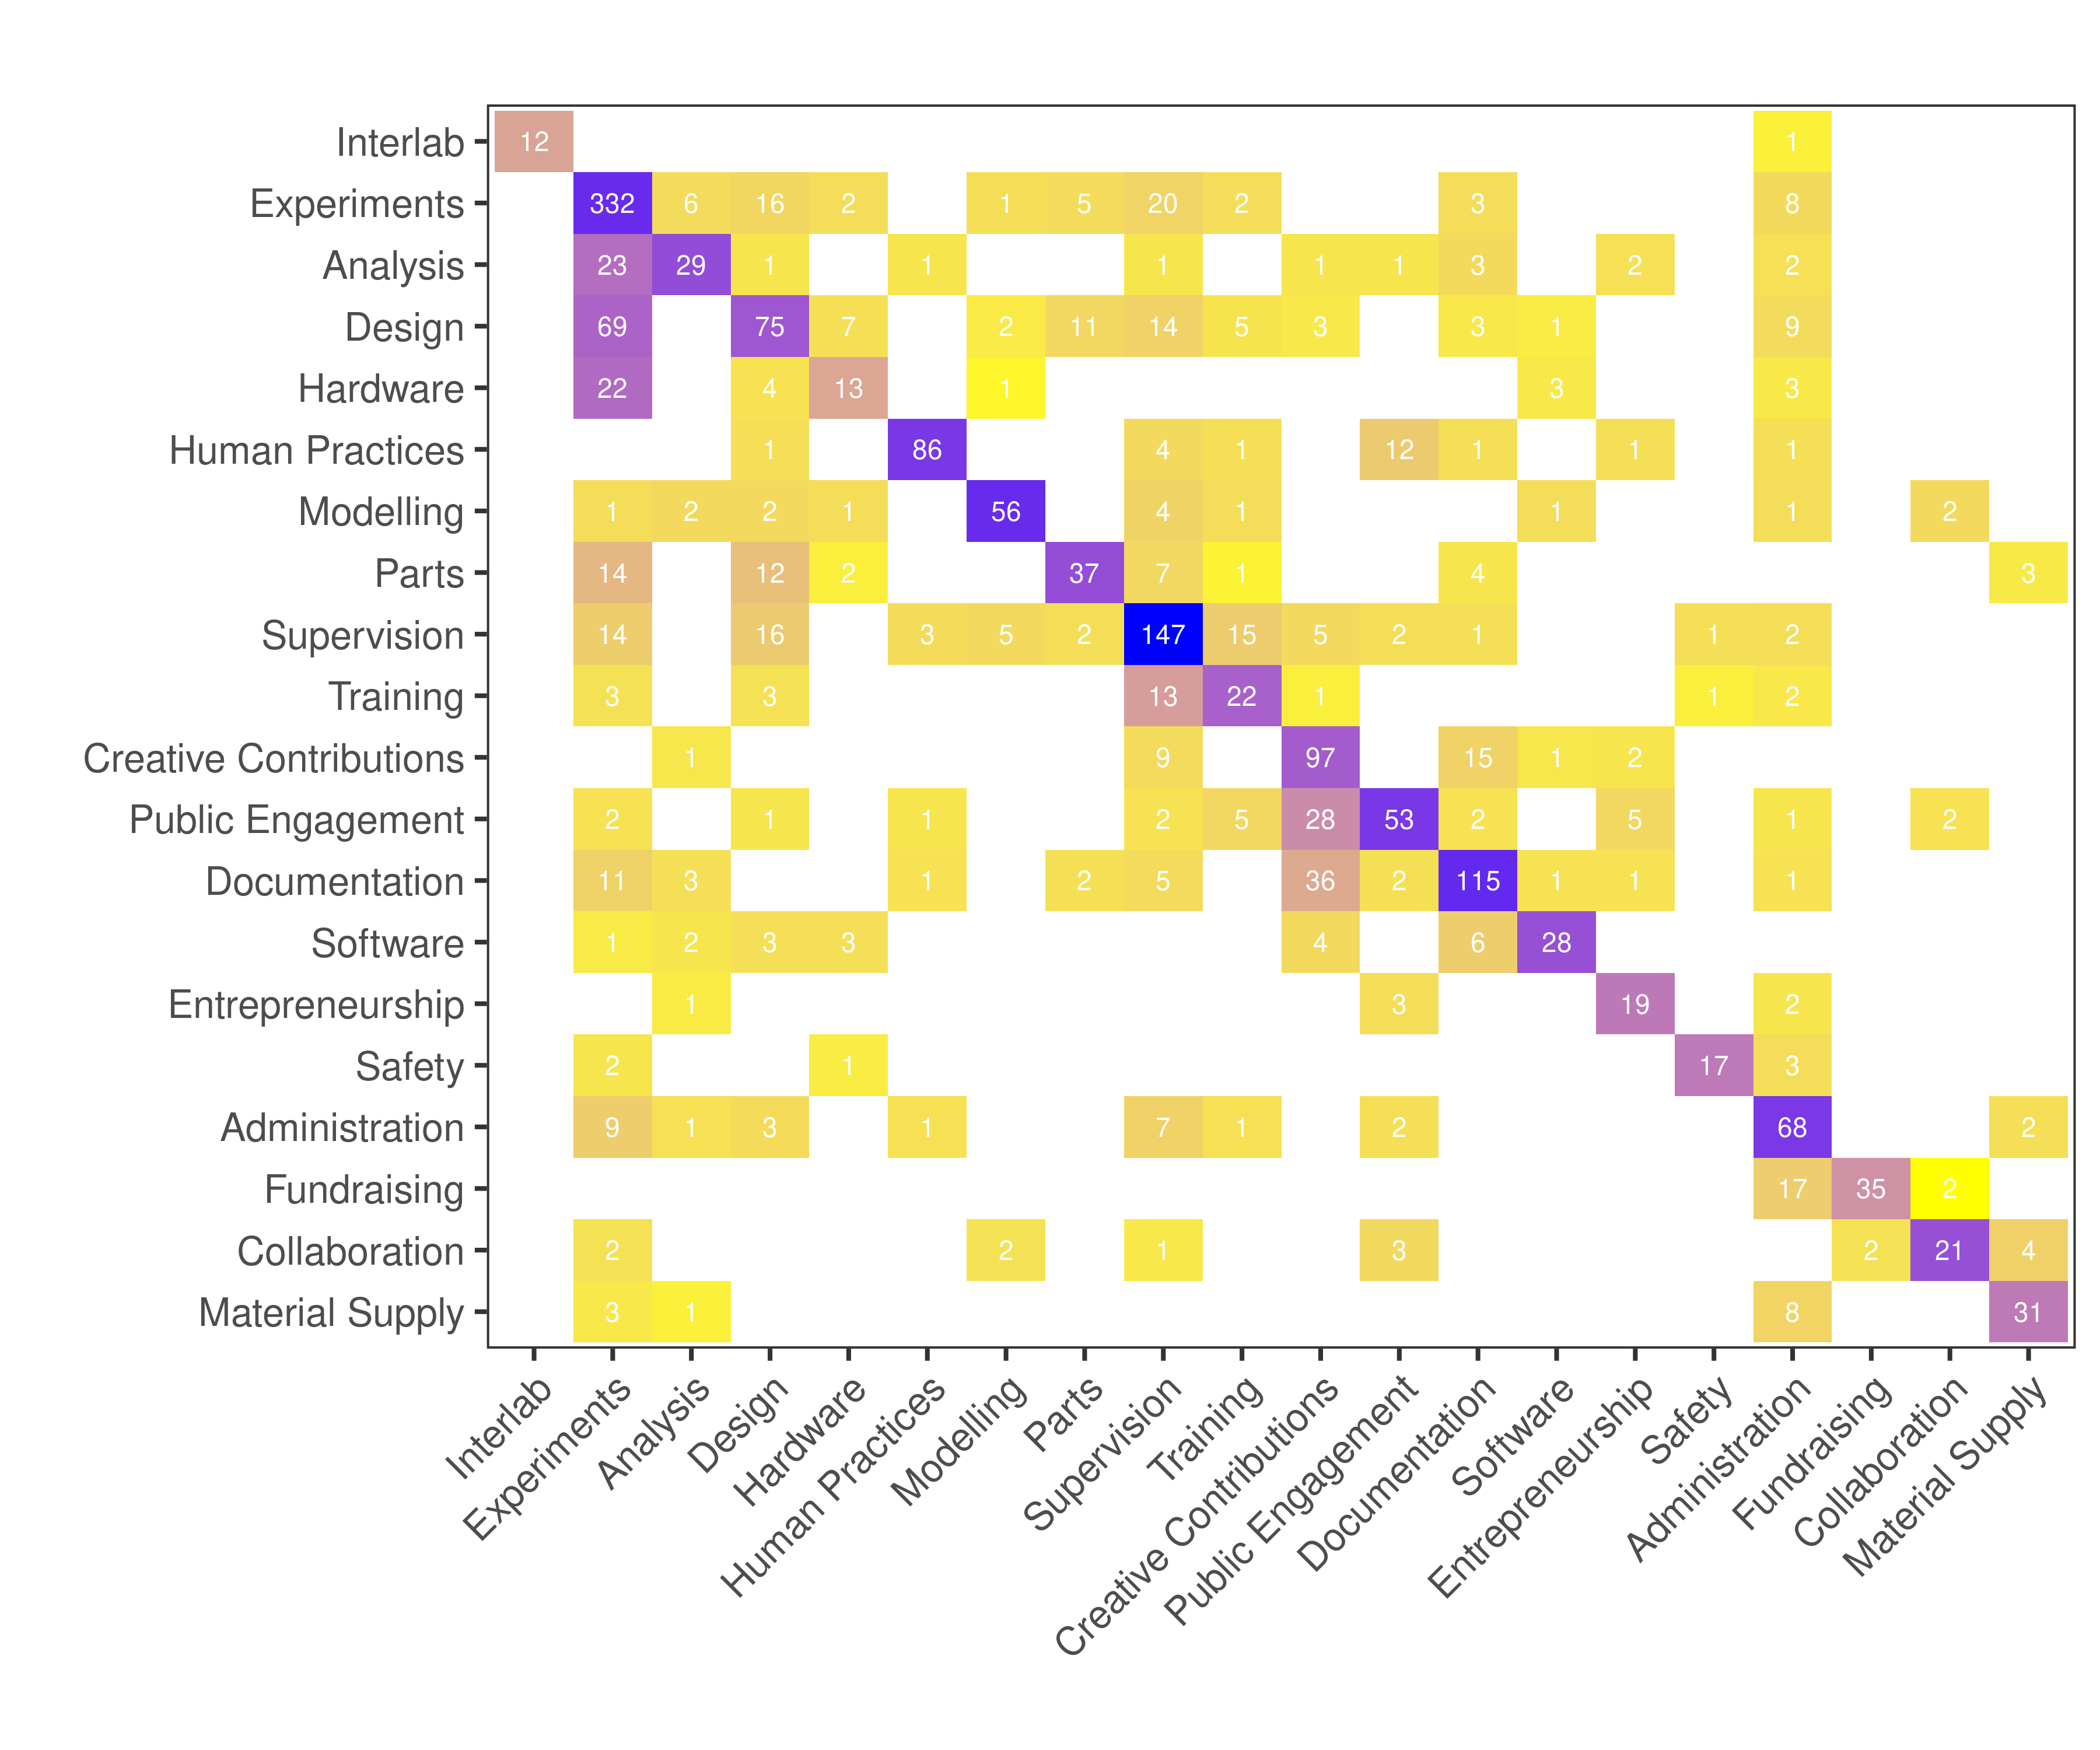 Interlab 12 1
Experiments 332 6 16 2 1 5 20 2 3 8
Analysis 23 29 1 1 1 1 1 3 2 2
Design 69 75 7 2 11 14 5 3 3 1 9
Hardware 22 4 13 1 3 3
Human Practices 1 86 4 1 12 1 1 1
Modelling 1 2 2 1 56 4 1 1 1 2
Parts 14 12 2 37 7 1 4 3
Supervision 14 16 3 5 2 147 15 5 2 1 1 2
Training 3 3 13 22 1 1 2
Creative Contributions 1 9 97 15 1 2
Public Engagement 2 1 1 2 5 28 53 2 5 1 2
Documentation 11 3 1 2 5 36 2 115 1 1 1
Software 1 2 3 3 4 6 28
Entrepreneurship 1 3 19 2
Safety 2 1 17 3
Administration 9 1 3 1 7 1 2 68 2
Fundraising 17 35 2
Collaboration 2 2 1 3 2 21 4
Material Supply 3 1 8 31
Interlab
Experiments
Analysis
Design
Hardware
Human Practices
Modelling
Parts
Supervision
Training
Creative Contributions
Public Engagement
Documentation
Software
Entrepreneurship
Safety
Administration
Fundraising
Collaboration
Material Supply